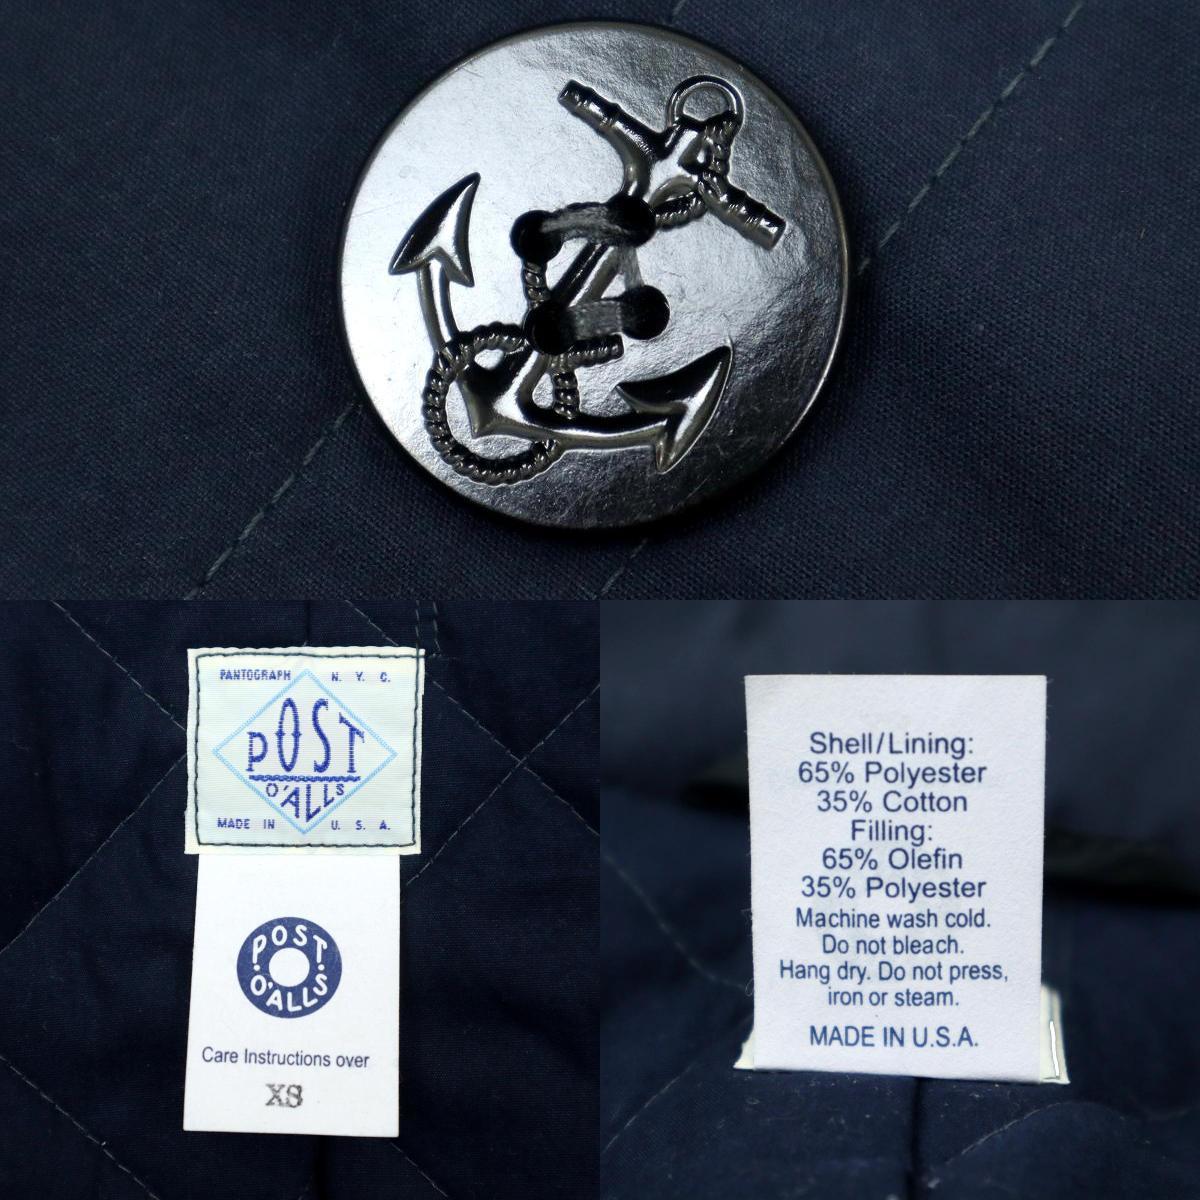 PANTOGRAPH N. Y. C.
POST
O'ALLS
MADE IN U. S. A.
POST
O'ALLS
Care Instructions over
XS
Shell/Lining:
65% Polyester
35% Cotton
Filling:
65% Olefin
35% Polyester
Machine wash cold.
Do not bleach.
Hang dry. Do not press,
iron or steam.
MADE IN U.S.A.